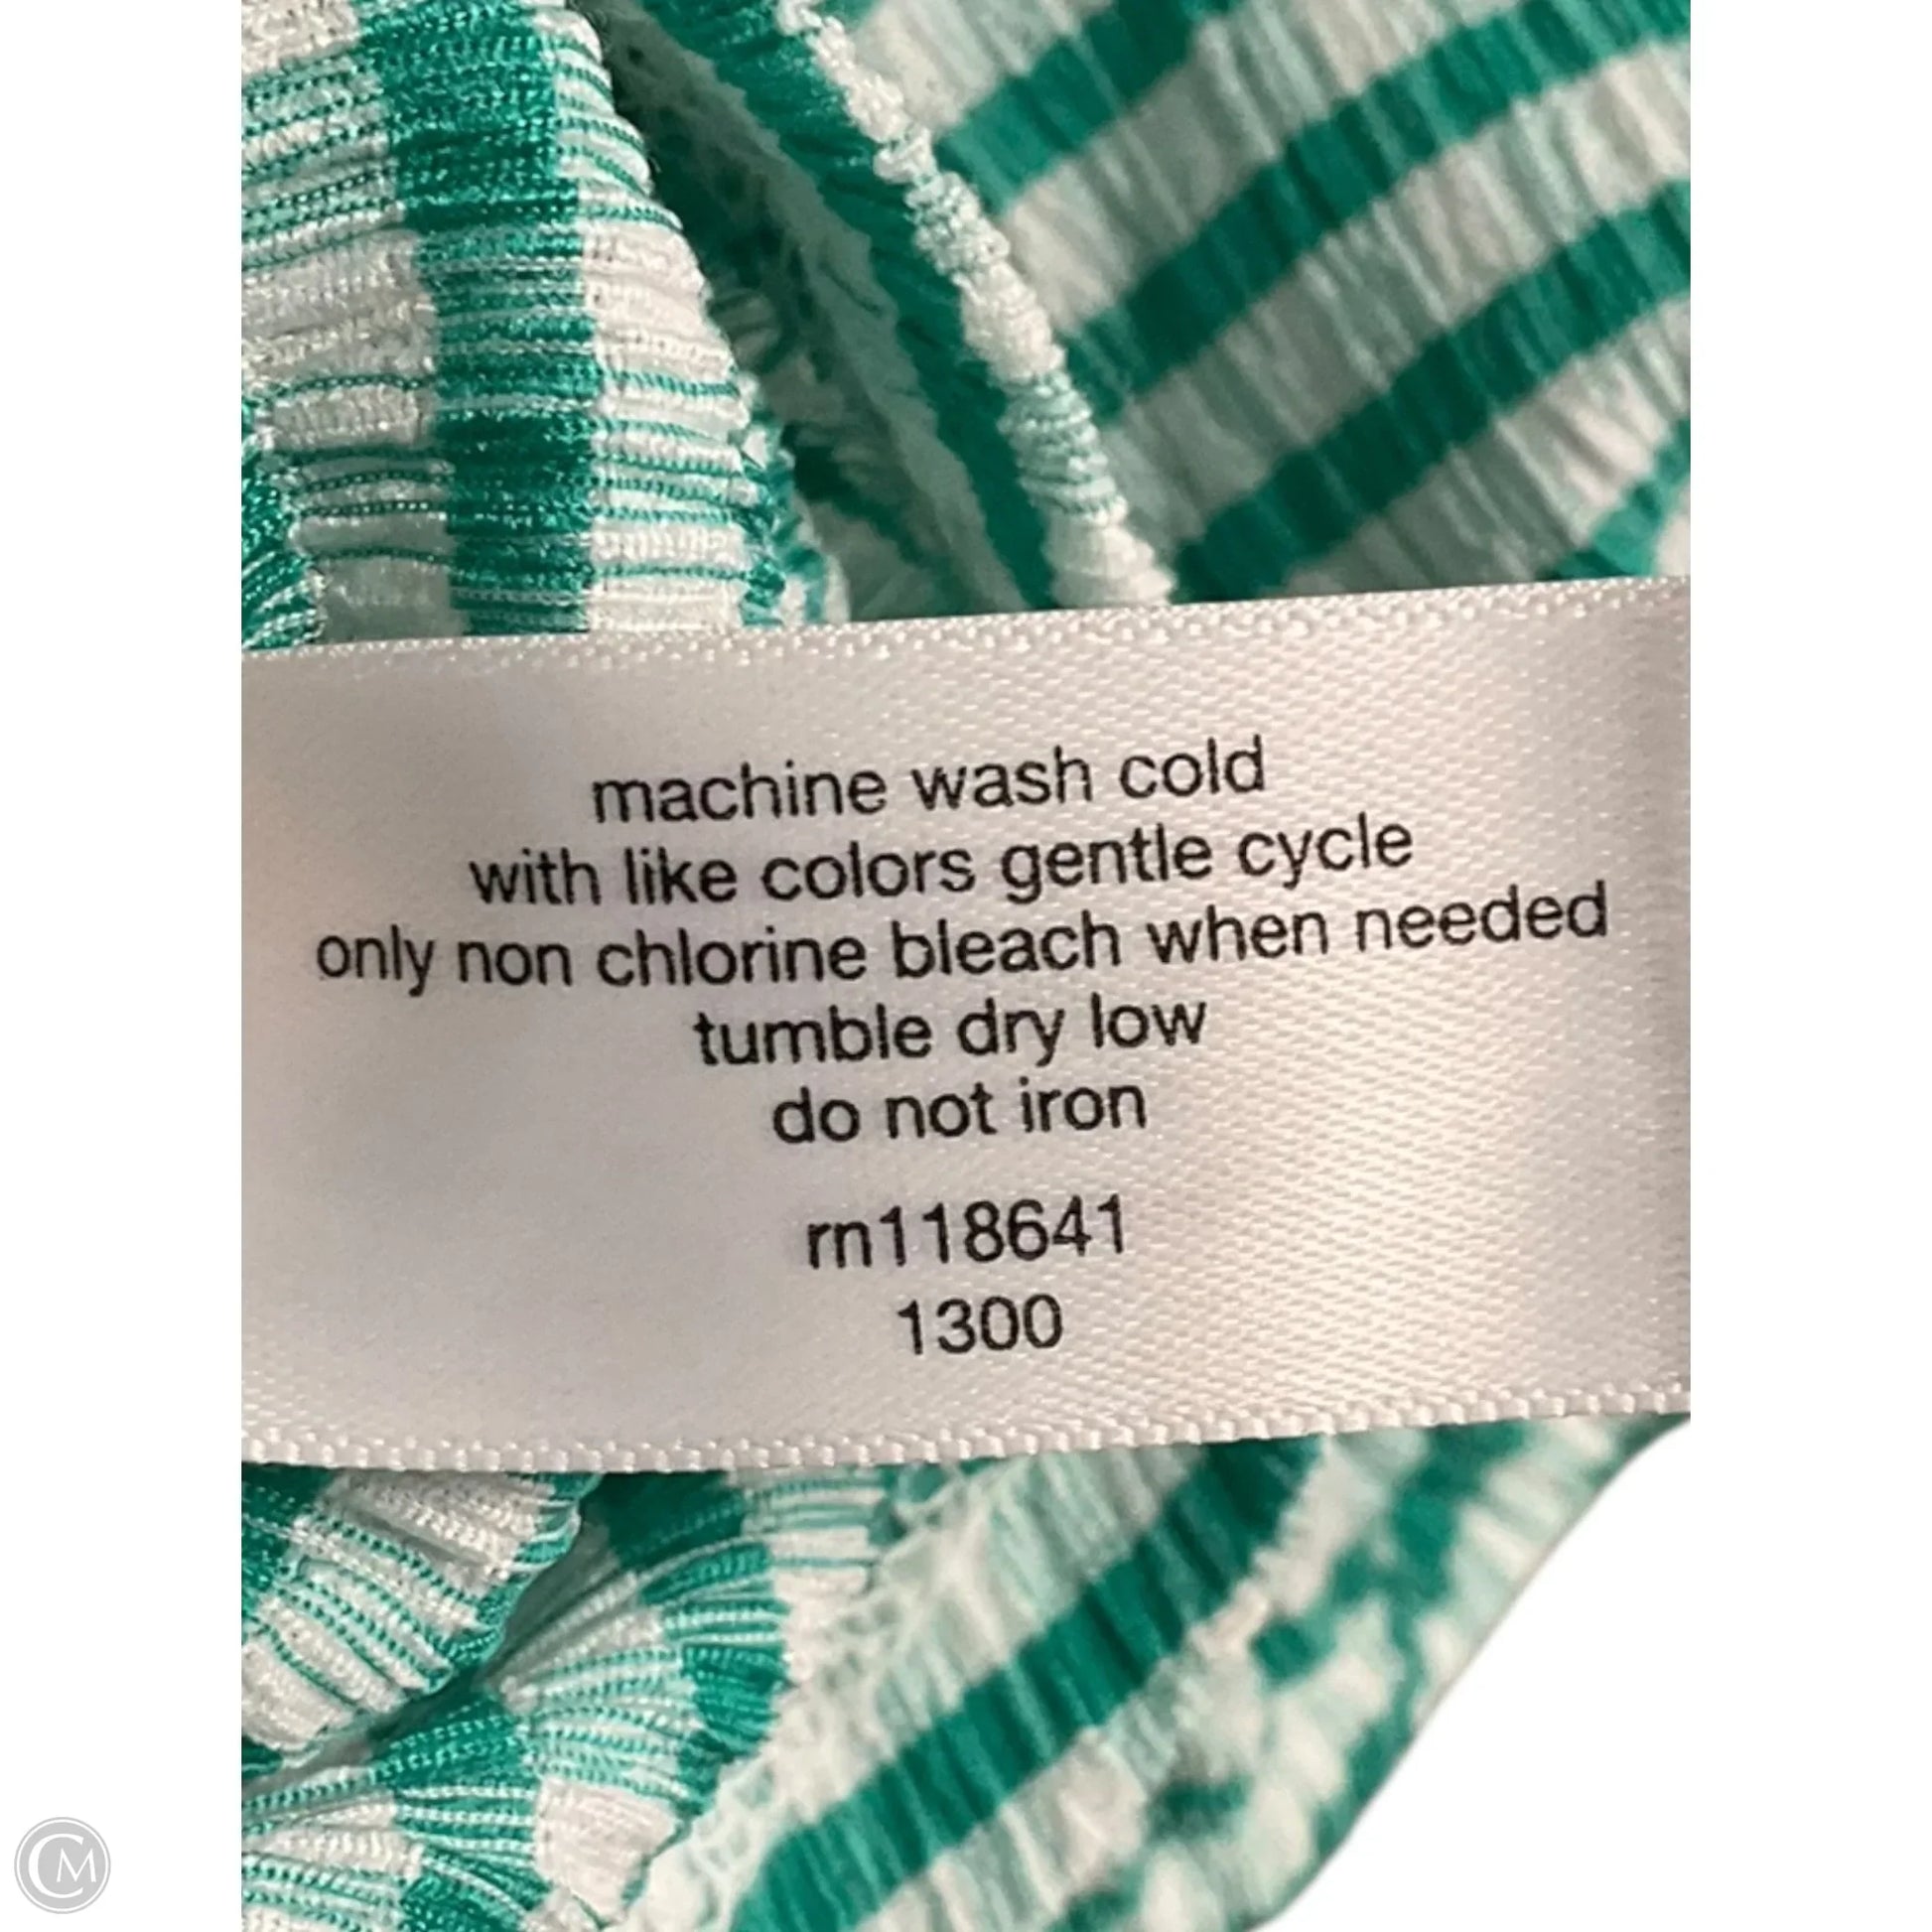 machine wash cold
with like colors gentle cycle
only non chlorine bleach when needed
tumble dry low
do not iron
rn118641
1300
CM